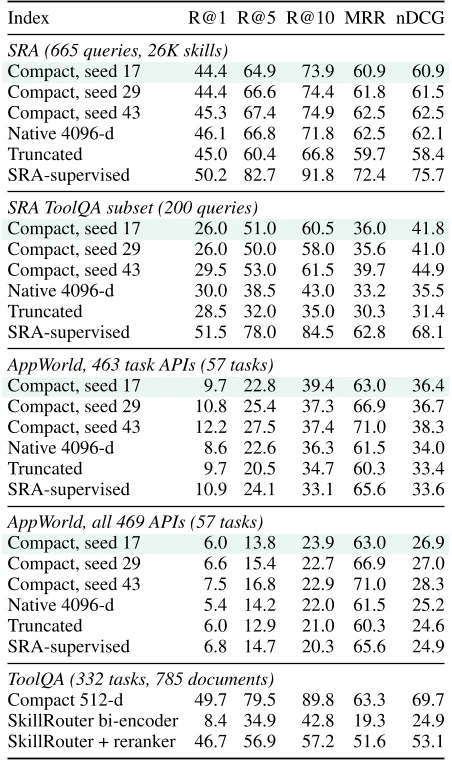 Index R@1 R@5 R@10 MRR nDCG
SRA (665 queries, 26K skills)
Compact, seed 17 44.4 64.9 73.9 60.9 60.9
Compact, seed 29 44.4 66.6 74.4 61.8 61.5
Compact, seed 43 45.3 67.4 74.9 62.5 62.5
Native 4096-d 46.1 66.8 71.8 62.5 62.1
Truncated 45.0 60.4 66.8 59.7 58.4
SRA-supervised 50.2 82.7 91.8 72.4 75.7
SRA ToolQA subset (200 queries)
Compact, seed 17 26.0 51.0 60.5 36.0 41.8
Compact, seed 29 26.0 50.0 58.0 35.6 41.0
Compact, seed 43 29.5 53.0 61.5 39.7 44.9
Native 4096-d 30.0 38.5 43.0 33.2 35.5
Truncated 28.5 32.0 35.0 30.3 31.4
SRA-supervised 51.5 78.0 84.5 62.8 68.1
AppWorld, 463 task APIs (57 tasks)
Compact, seed 17 9.7 22.8 39.4 63.0 36.4
Compact, seed 29 10.8 25.4 37.3 66.9 36.7
Compact, seed 43 12.2 27.5 37.4 71.0 38.3
Native 4096-d 8.6 22.6 36.3 61.5 34.0
Truncated 9.7 20.5 34.7 60.3 33.4
SRA-supervised 10.9 24.1 33.1 65.6 33.6
AppWorld, all 469 APIs (57 tasks)
Compact, seed 17 6.0 13.8 23.9 63.0 26.9
Compact, seed 29 6.6 15.4 22.7 66.9 27.0
Compact, seed 43 7.5 16.8 22.9 71.0 28.3
Native 4096-d 5.4 14.2 22.0 61.5 25.2
Truncated 6.0 12.9 21.0 60.3 24.6
SRA-supervised 6.8 14.7 20.3 65.6 24.9
ToolQA (332 tasks, 785 documents)
Compact 512-d 49.7 79.5 89.8 63.3 69.7
SkillRouter bi-encoder 8.4 34.9 42.8 19.3 24.9
SkillRouter + reranker 46.7 56.9 57.2 51.6 53.1